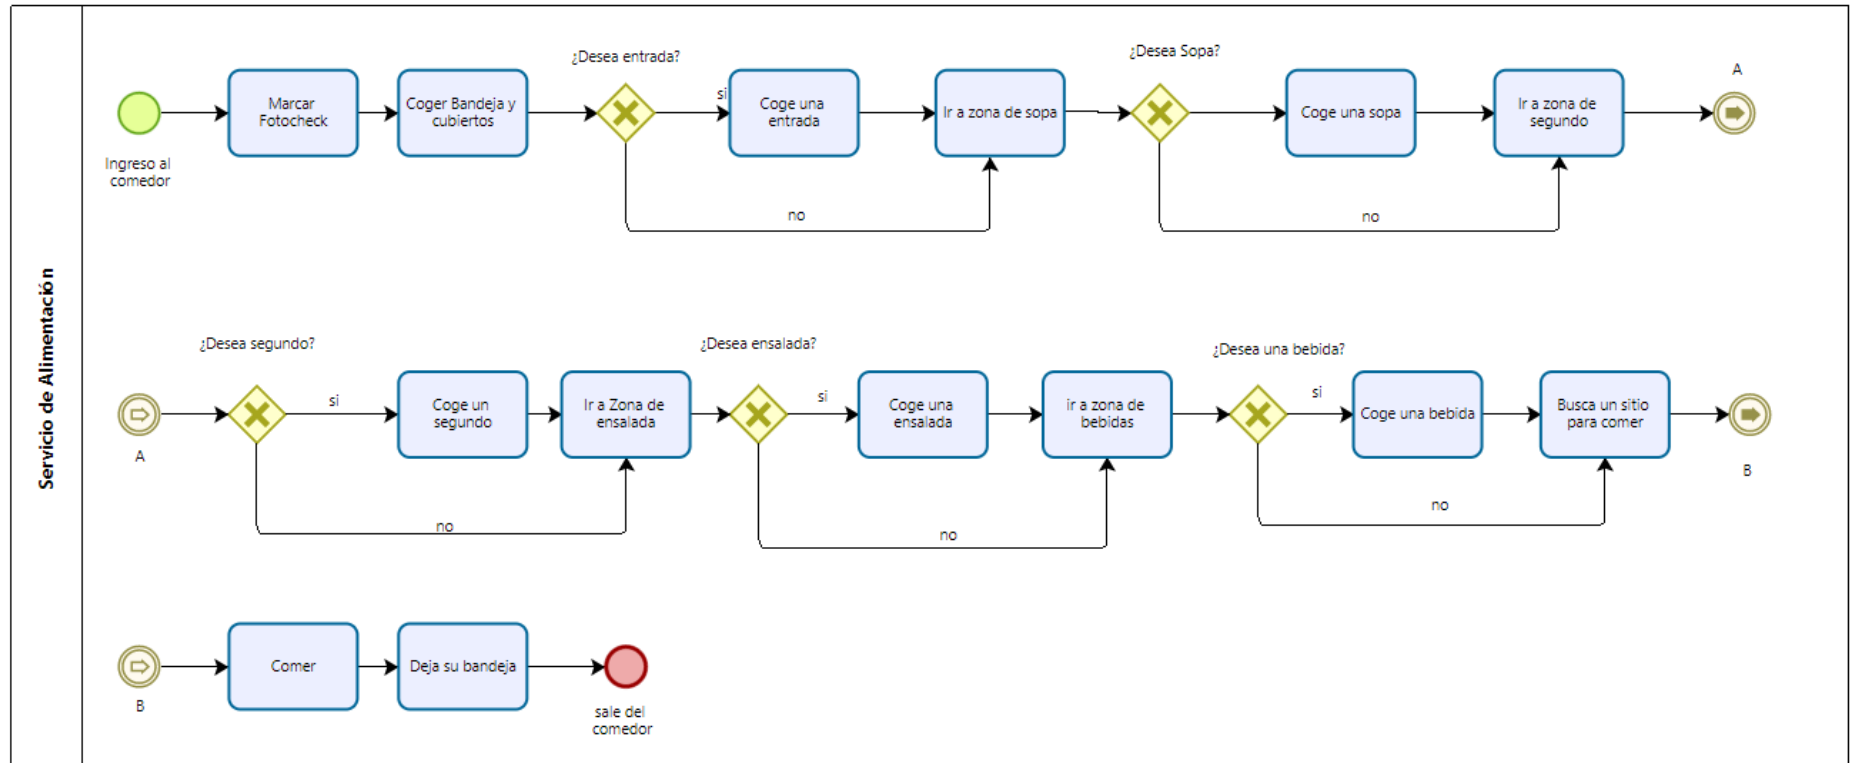 Servicio de Alimentación
¿Desea entrada?
¿Desea Sopa?
Ingreso al
comedor
Marcar
Fotocheck
Coger Bandeja y
cubiertos
si
Coge una
entrada
Ir a zona de sopa
no
Coge una sopa
Ir a zona de
segundo
no
A
¿Desea segundo?
¿Desea ensalada?
¿Desea una bebida?
A
si
Coge un
segundo
Ir a Zona de
ensalada
no
si
Coge una
ensalada
ir a zona de
bebidas
no
si
Coge una bebida
Busca un sitio
para comer
no
B
B
Comer
Deja su bandeja
sale del
comedor